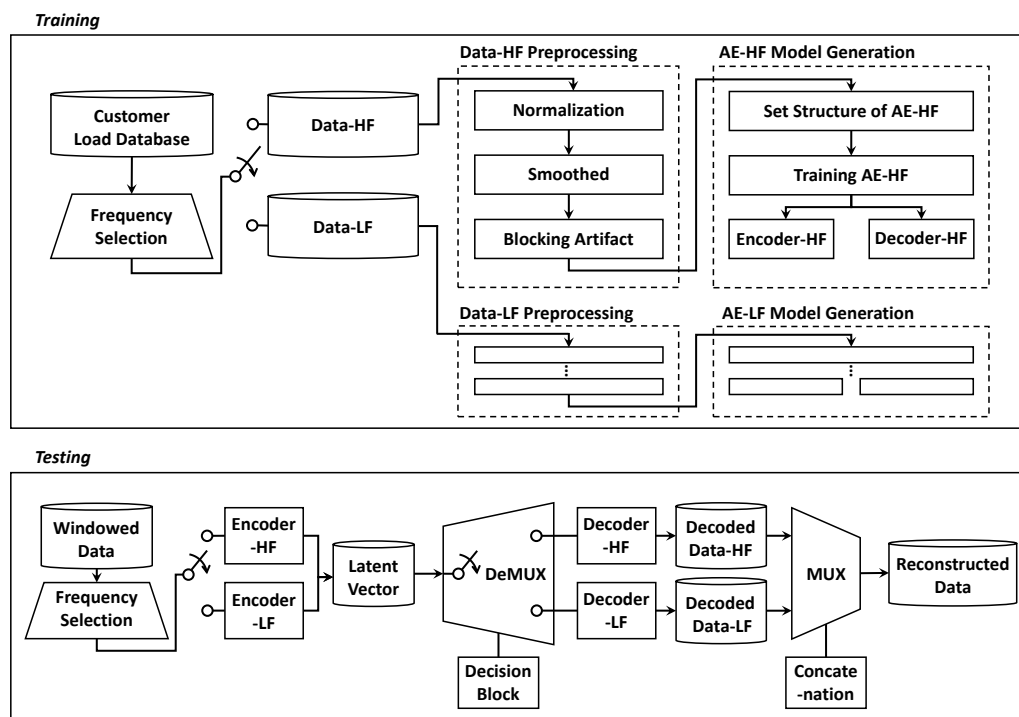 Training
Data-HF Preprocessing
AE-HF Model Generation
Customer
Load Database
Data-HF
Normalization
Set Structure of AE-HF
Smoothed
Training AE-HF
Frequency
Selection
Data-LF
Blocking Artifact
Encoder-HF
Decoder-HF
Data-LF Preprocessing
AE-LF Model Generation
Testing
Windowed
Data
Frequency
Selection
Encoder
-HF
Encoder
-LF
Latent
Vector
DeMUX
Decision
Block
Decoder
-HF
Decoder
-LF
Decoded
Data-HF
Decoded
Data-LF
MUX
Concate
-nation
Reconstructed
Data